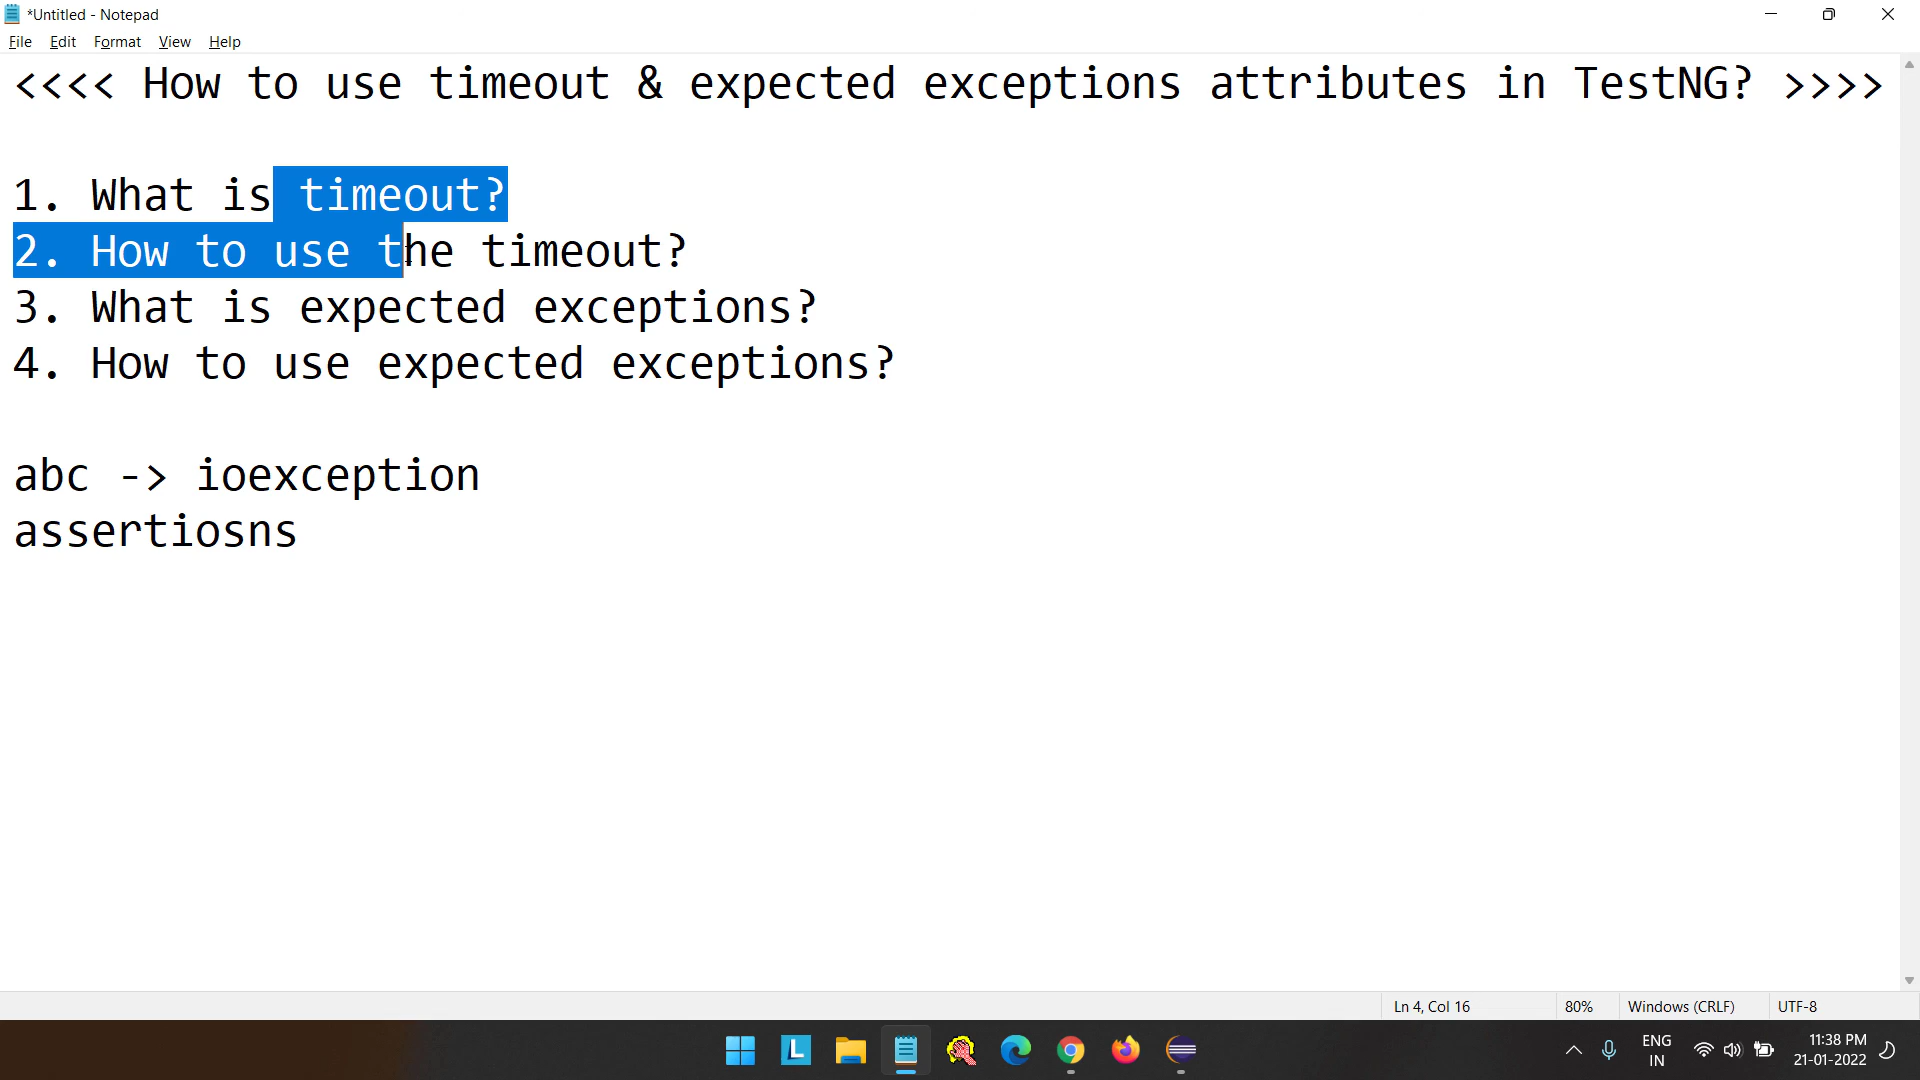 *Untitled - Notepad
File Edit Format View Help
<<<< How to use timeout & expected exceptions attributes in TestNG? >>>>
1. What is timeout?
2. How to use the timeout?
3. What is expected exceptions?
4. How to use expected exceptions?
abc -> ioexception
assertiosns
Ln 4, Col 16 80% Windows (CRLF) UTF-8
L
ENG
IN
11:38 PM
21-01-2022